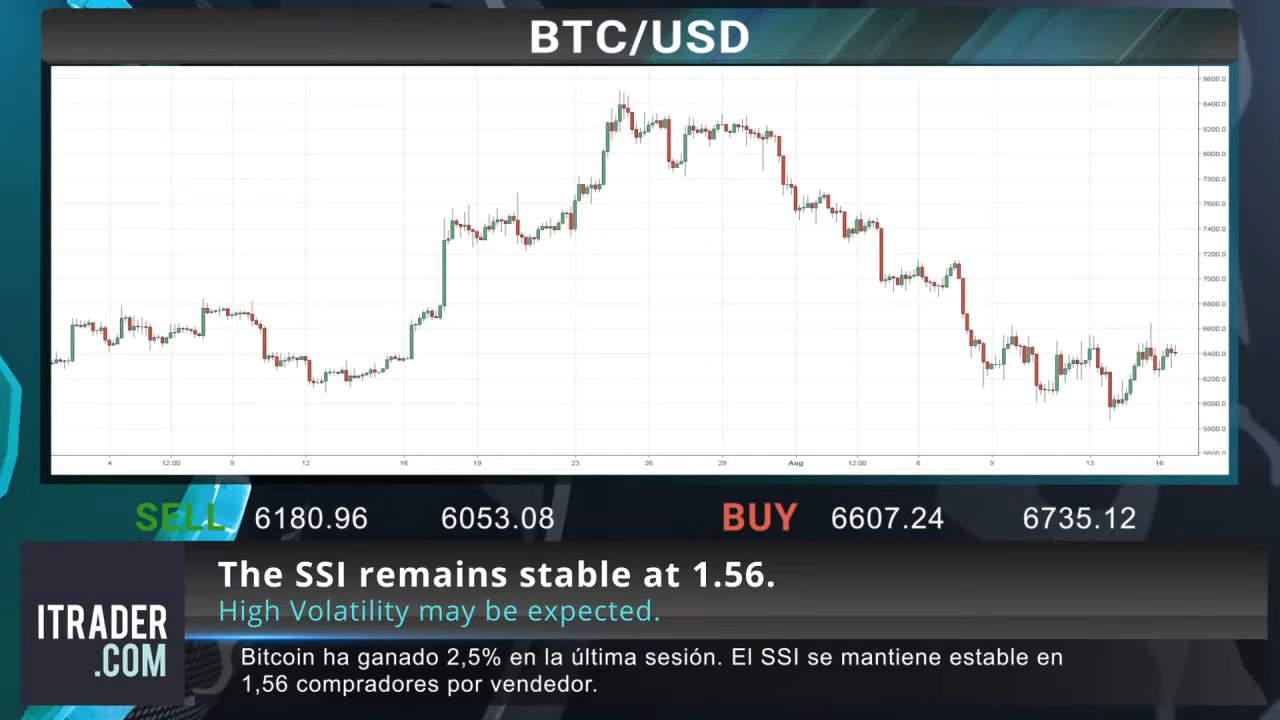 BTC/USD
8600.0
8400.0
8200.0
8000.0
7800.0
7600.0
7400.0
7200.0
7000.0
6800.0
6600.0
6400.0
6200.0
6000.0
5800.0
5600.0
4 12:00 9 12 16 19 23 26 29 Aug 12:00 6 9 13 16
SELL 6180.96 6053.08 BUY 6607.24 6735.12
The SSI remains stable at 1.56.
High Volatility may be expected.
ITRADER
.COM
Bitcoin ha ganado 2,5% en la última sesión. El SSI se mantiene estable en
1,56 compradores por vendedor.